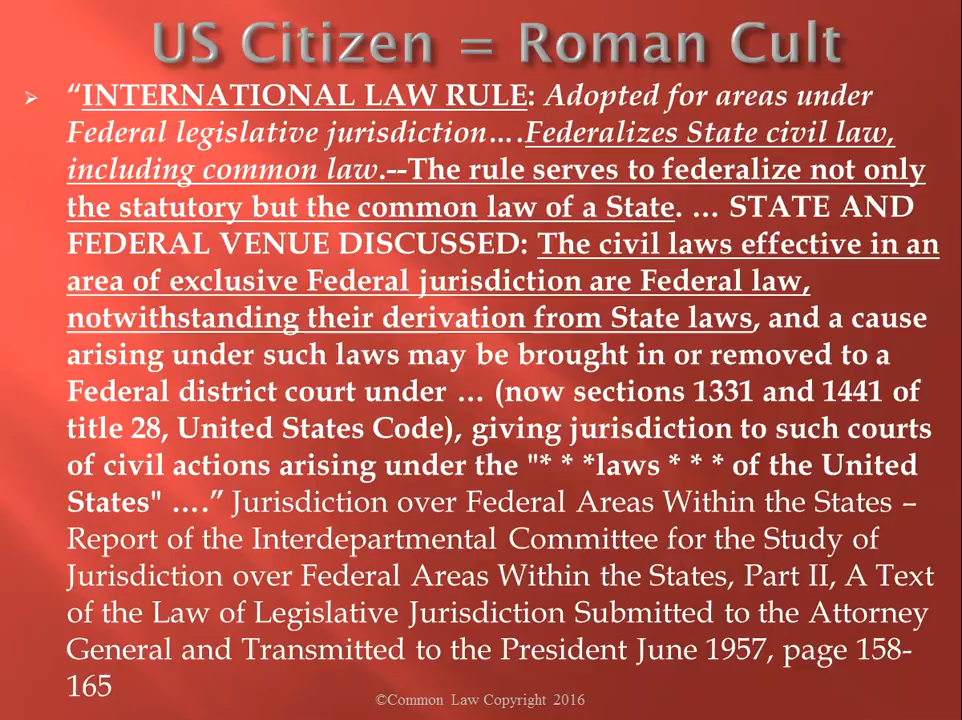 US Citizen = Roman Cult
“INTERNATIONAL LAW RULE: Adopted for areas under
Federal legislative jurisdiction….Federalizes State civil law,
including common law.--The rule serves to federalize not only
the statutory but the common law of a State. … STATE AND
FEDERAL VENUE DISCUSSED: The civil laws effective in an
area of exclusive Federal jurisdiction are Federal law,
notwithstanding their derivation from State laws, and a cause
arising under such laws may be brought in or removed to a
Federal district court under … (now sections 1331 and 1441 of
title 28, United States Code), giving jurisdiction to such courts
of civil actions arising under the "* * *laws * * * of the United
States" ….” Jurisdiction over Federal Areas Within the States –
Report of the Interdepartmental Committee for the Study of
Jurisdiction over Federal Areas Within the States, Part II, A Text
of the Law of Legislative Jurisdiction Submitted to the Attorney
General and Transmitted to the President June 1957, page 158-
165
©Common Law Copyright 2016